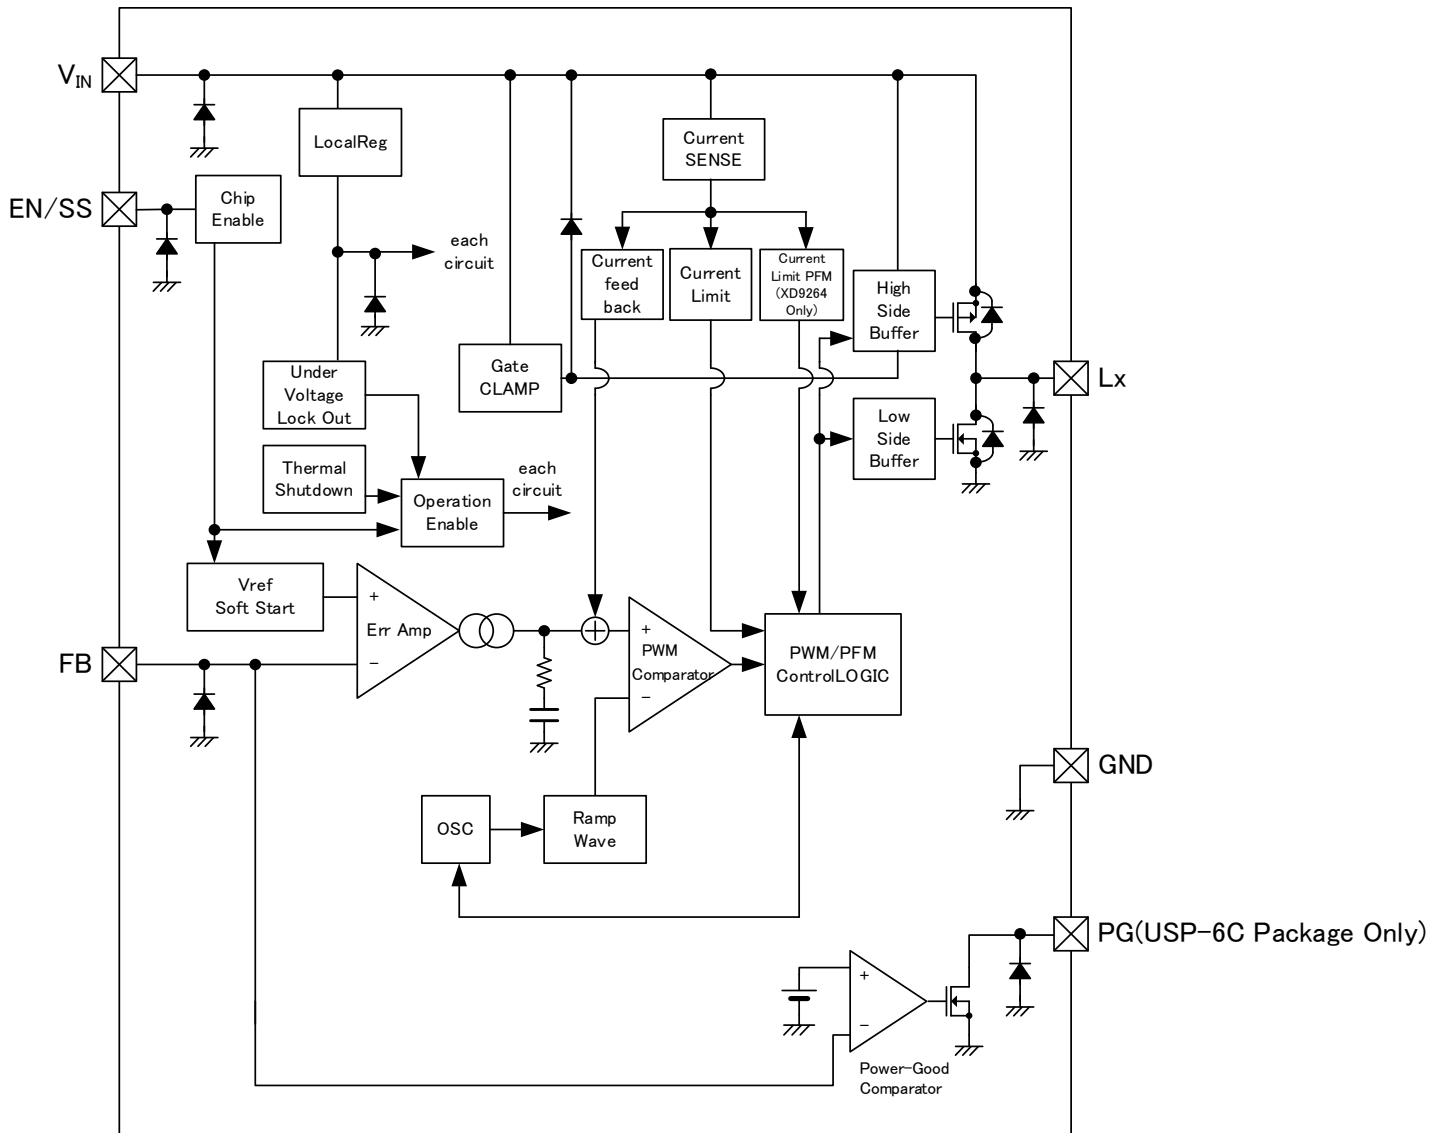 VIN
LocalReg
Current
SENSE
EN/SS
Chip
Enable
each
circuit
Current
feed
back
Current
Limit
Current
Limit PFM
(XD9264
Only)
High
Side
Buffer
Under
Voltage
Lock Out
Gate
CLAMP
Lx
Low
Side
Buffer
Thermal
Shutdown
Operation
Enable
each
circuit
Vref
Soft Start
+
Err Amp
−
+
PWM
Comparator
−
PWM/PFM
ControlLOGIC
FB
OSC
Ramp
Wave
GND
PG(USP-6C Package Only)
+
−
Power-Good
Comparator